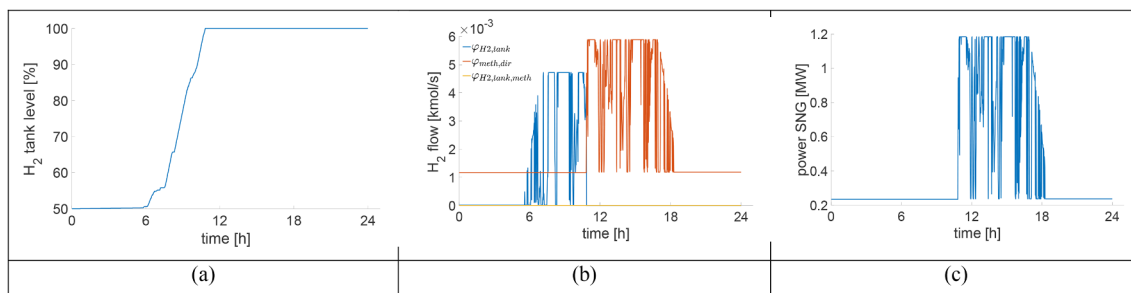 100
90
80
70
60
50
0
6
12
18
24
H2 tank level [%]
time [h]
×10-3
6
5
4
3
2
1
0
φH2,tank
φmeth,dir
φH2,tank,meth
0
6
12
18
24
H2 flow [kmol/s]
time [h]
1.2
1
0.8
0.6
0.4
0.2
0
6
12
18
24
power SNG [MW]
time [h]
(a)
(b)
(c)